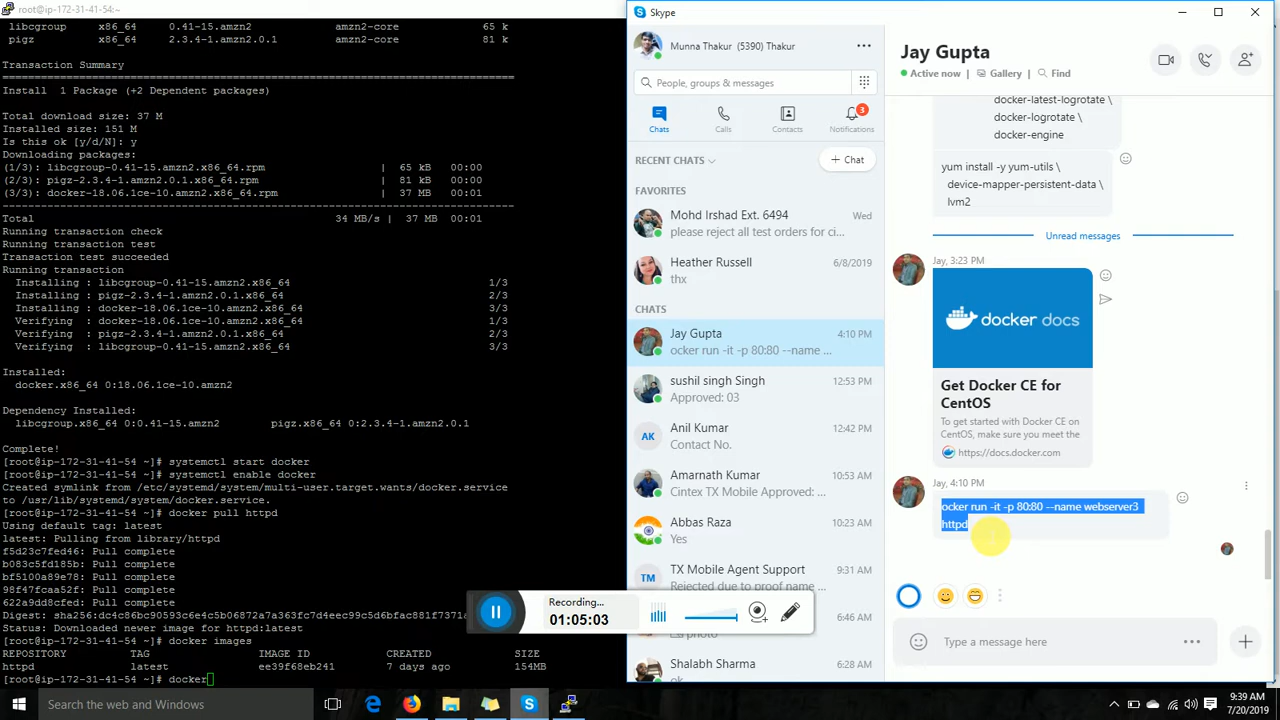 root@ip-172-31-41-54:~
libcgroup x86_64 0.41-15.amzn2 amzn2-core 65 k
pigz x86_64 2.3.4-1.amzn2.0.1 amzn2-core 81 k
Transaction Summary
Install 1 Package (+2 Dependent packages)
Total download size: 37 M
Installed size: 151 M
Is this ok [y/d/N]: y
Downloading packages:
(1/3): libcgroup-0.41-15.amzn2.x86_64.rpm | 65 kB 00:00
(2/3): pigz-2.3.4-1.amzn2.0.1.x86_64.rpm | 81 kB 00:00
(3/3): docker-18.06.1ce-10.amzn2.x86_64.rpm | 37 MB 00:01
Total 34 MB/s | 37 MB 00:01
Running transaction check
Running transaction test
Transaction test succeeded
Running transaction
Installing : libcgroup-0.41-15.amzn2.x86_64 1/3
Installing : pigz-2.3.4-1.amzn2.0.1.x86_64 2/3
Installing : docker-18.06.1ce-10.amzn2.x86_64 3/3
Verifying : docker-18.06.1ce-10.amzn2.x86_64 1/3
Verifying : pigz-2.3.4-1.amzn2.0.1.x86_64 2/3
Verifying : libcgroup-0.41-15.amzn2.x86_64 3/3
Installed:
docker.x86_64 0:18.06.1ce-10.amzn2
Dependency Installed:
libcgroup.x86_64 0:0.41-15.amzn2 pigz.x86_64 0:2.3.4-1.amzn2.0.1
Complete!
[root@ip-172-31-41-54 ~]# systemctl start docker
[root@ip-172-31-41-54 ~]# systemctl enable docker
Created symlink from /etc/systemd/system/multi-user.target.wants/docker.service
to /usr/lib/systemd/system/docker.service.
[root@ip-172-31-41-54 ~]# docker pull httpd
Using default tag: latest
latest: Pulling from library/httpd
f5d23c7fed46: Pull complete
b083c5fd185b: Pull complete
bf5100a89e78: Pull complete
98f47fcaa52f: Pull complete
622a9dd8cfed: Pull complete
Digest: sha256:dc4d86bc90593c6e4c5b06872a7a363fc7d4eec99c5d6bfac881f7371a
Status: Downloaded newer image for httpd:latest
[root@ip-172-31-41-54 ~]# docker images
REPOSITORY TAG IMAGE ID CREATED SIZE
httpd latest ee39f68eb241 7 days ago 154MB
[root@ip-172-31-41-54 ~]# docker
Skype
Munna Thakur (5390) Thakur
People, groups & messages
Chats Calls Contacts Notifications
3
RECENT CHATS
+ Chat
FAVORITES
Mohd Irshad Ext. 6494 Wed
please reject all test orders for ci...
Heather Russell 6/8/2019
thx
CHATS
Jay Gupta 4:10 PM
ocker run -it -p 80:80 --name ...
sushil singh Singh 12:53 PM
Approved: 03
AK
Anil Kumar 12:42 PM
Contact No.
Amarnath Kumar 10:53 AM
Cintex TX Mobile Approved: ...
Abbas Raza 10:23 AM
Yes
TM
TX Mobile Agent Support 9:31 AM
Rejected due to proof name ...
6:46 AM
Shalabh Sharma 6:28 AM
Jay Gupta
Active now | Gallery | Find
docker-latest-logrotate \
docker-logrotate \
docker-engine
yum install -y yum-utils \
device-mapper-persistent-data \
lvm2
Unread messages
Jay, 3:23 PM
docker docs
Get Docker CE for
CentOS
To get started with Docker CE on
CentOS, make sure you meet the
https://docs.docker.com
Jay, 4:10 PM
ocker run -it -p 80:80 --name webserver3
httpd
Type a message
Recording...
01:05:03
Search the web and Windows
9:39 AM
7/20/2019